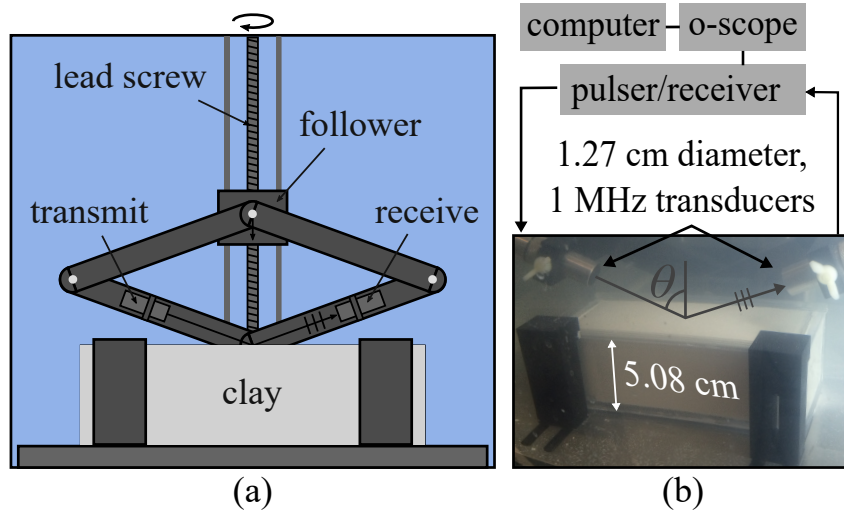 lead screw
follower
transmit
receive
clay
(a)
computer
o-scope
pulser/receiver
1.27 cm diameter,
1 MHz transducers
θ
5.08 cm
(b)